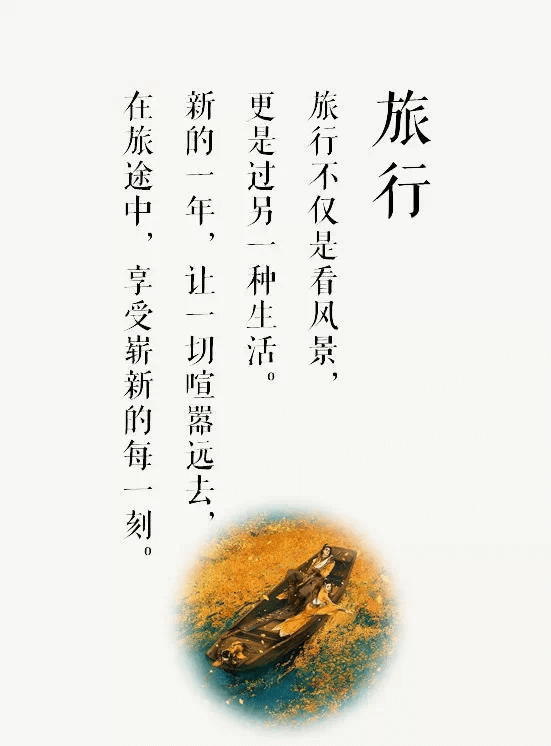 旅行
旅行不仅是看风景，
更是过另一种生活。
新的一年，让一切喧嚣远去，
在旅途中，享受崭新的每一刻。